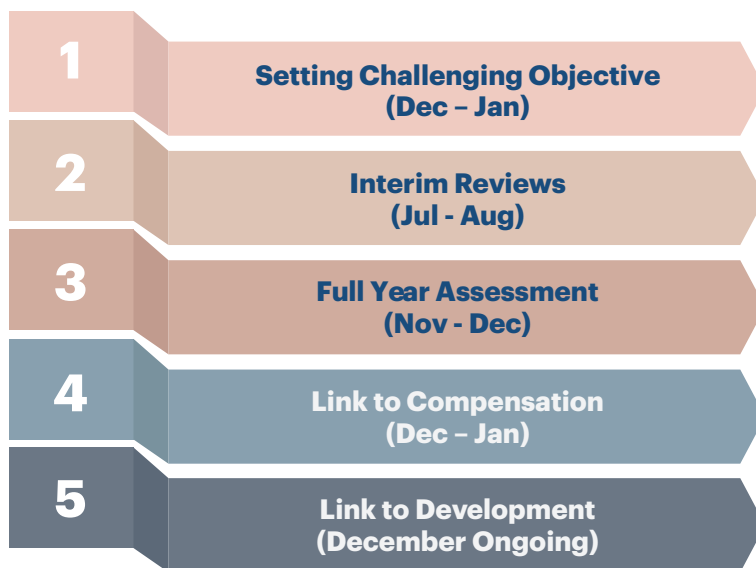 1
Setting Challenging Objective
(Dec – Jan)
2
Interim Reviews
(Jul - Aug)
3
Full Year Assessment
(Nov - Dec)
4
Link to Compensation
(Dec – Jan)
5
Link to Development
(December Ongoing)